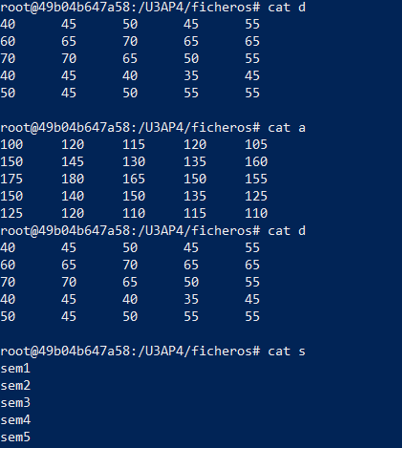 root@49b04b647a58:/U3AP4/ficheros# cat d
40 45 50 45 55
60 65 70 65 65
70 70 65 50 55
40 45 40 35 45
50 45 50 55 55
root@49b04b647a58:/U3AP4/ficheros# cat a
100 120 115 120 105
150 145 130 135 160
175 180 165 150 155
150 140 150 135 125
125 120 110 115 110
root@49b04b647a58:/U3AP4/ficheros# cat d
40 45 50 45 55
60 65 70 65 65
70 70 65 50 55
40 45 40 35 45
50 45 50 55 55
root@49b04b647a58:/U3AP4/ficheros# cat s
sem1
sem2
sem3
sem4
sem5